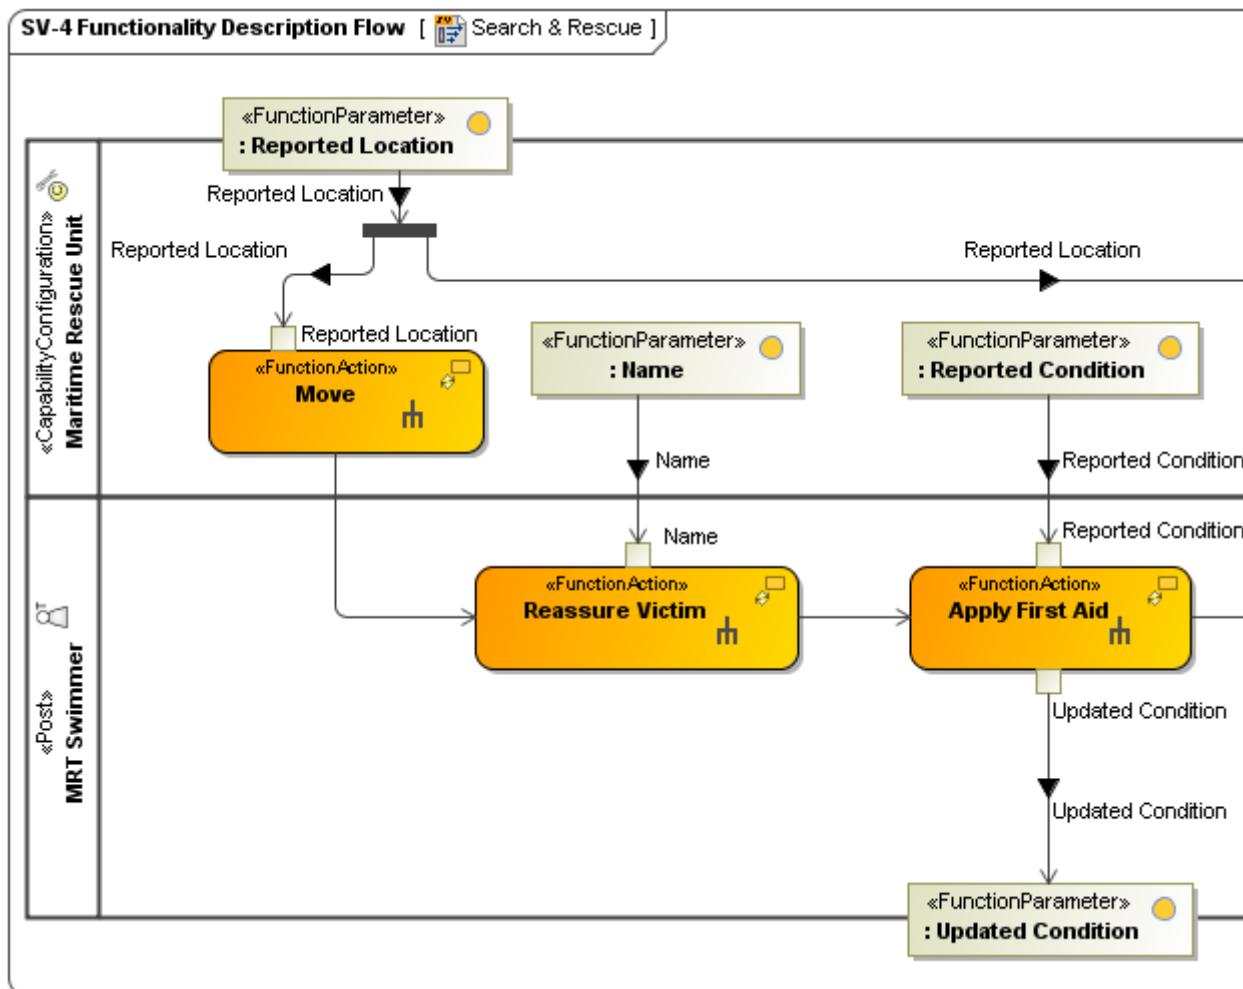 SV-4 Functionality Description Flow [ Search & Rescue ]
«FunctionParameter»
: Reported Location
Reported Location
Reported Location
Reported Location
Reported Location
«CapabilityConfiguration»
Maritime Rescue Unit
«FunctionAction»
Move
«FunctionParameter»
: Name
«FunctionParameter»
: Reported Condition
Name
Reported Condition
Name
Reported Condition
«Post»
MRT Swimmer
«FunctionAction»
Reassure Victim
«FunctionAction»
Apply First Aid
Updated Condition
Updated Condition
«FunctionParameter»
: Updated Condition